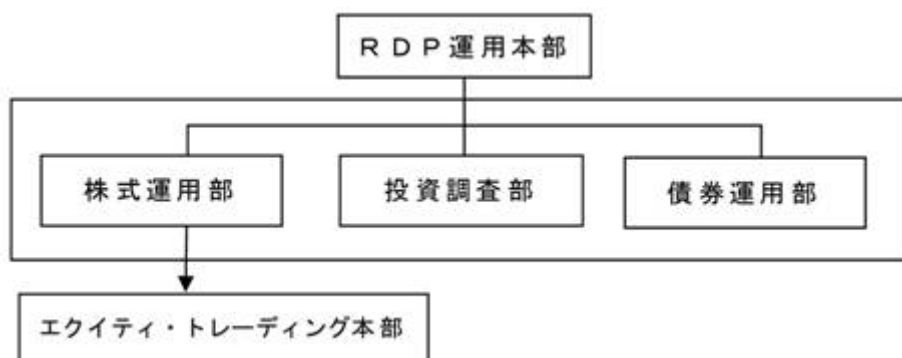 ＲＤＰ運用本部
株式運用部
投資調査部
債券運用部
エクイティ・トレーディング本部